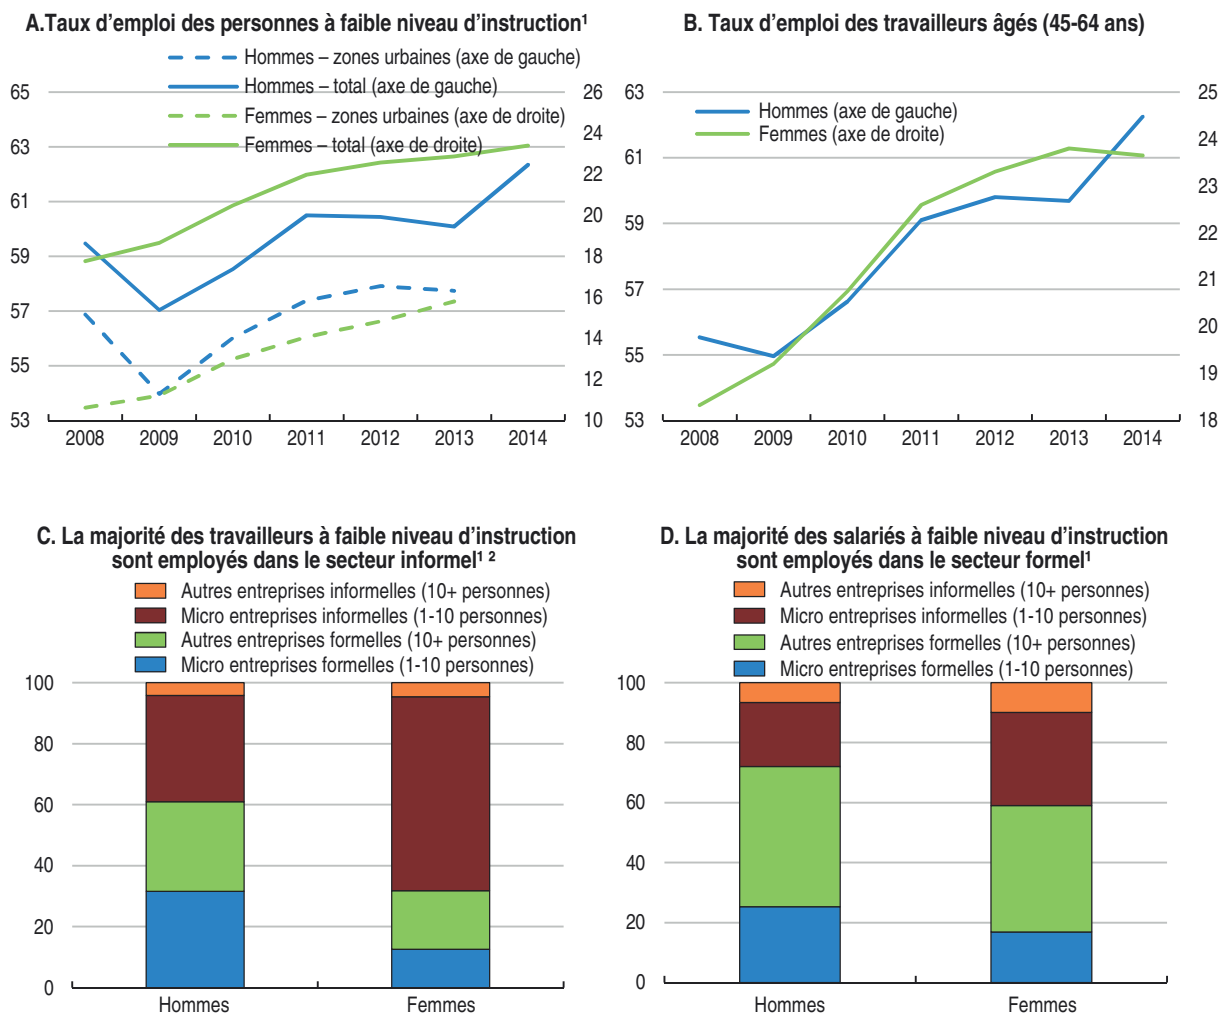 A.Taux d'emploi des personnes à faible niveau d'instruction¹
Hommes – zones urbaines (axe de gauche)
Hommes – total (axe de gauche)
Femmes – zones urbaines (axe de droite)
Femmes – total (axe de droite)
65
63
61
59
57
55
53
26
24
22
20
18
16
14
12
10
2008 2009 2010 2011 2012 2013 2014
B. Taux d'emploi des travailleurs âgés (45-64 ans)
Hommes (axe de gauche)
Femmes (axe de droite)
63
61
59
57
55
53
25
24
23
22
21
20
19
18
2008 2009 2010 2011 2012 2013 2014
C. La majorité des travailleurs à faible niveau d'instruction
sont employés dans le secteur informel¹ ²
Autres entreprises informelles (10+ personnes)
Micro entreprises informelles (1-10 personnes)
Autres entreprises formelles (10+ personnes)
Micro entreprises formelles (1-10 personnes)
100
80
60
40
20
0
Hommes Femmes
D. La majorité des salariés à faible niveau d'instruction
sont employés dans le secteur formel¹
Autres entreprises informelles (10+ personnes)
Micro entreprises informelles (1-10 personnes)
Autres entreprises formelles (10+ personnes)
Micro entreprises formelles (1-10 personnes)
100
80
60
40
20
0
Hommes Femmes